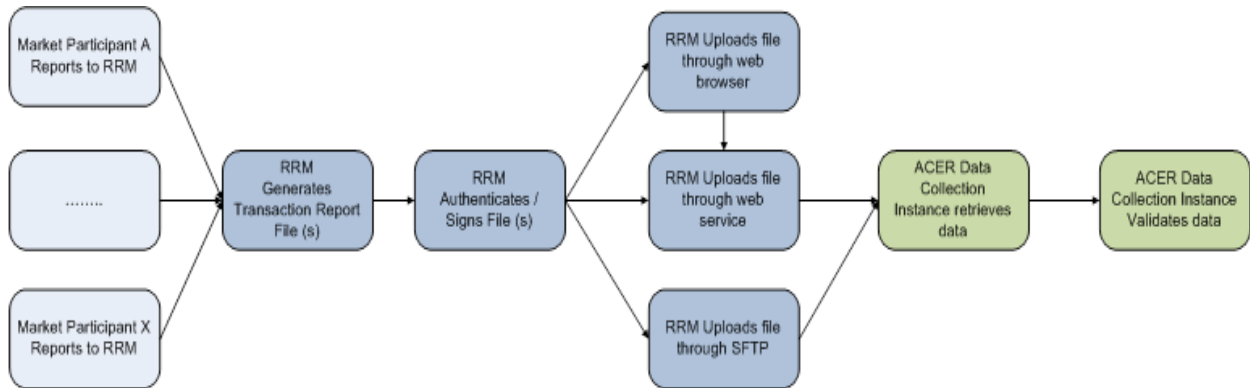 Market Participant A
Reports to RRM
........
Market Participant X
Reports to RRM
RRM
Generates
Transaction Report
File (s)
RRM
Authenticates /
Signs File (s)
RRM Uploads file
through web
browser
RRM Uploads file
through web
service
RRM Uploads file
through SFTP
ACER Data
Collection
Instance retrieves
data
ACER Data
Collection Instance
Validates data